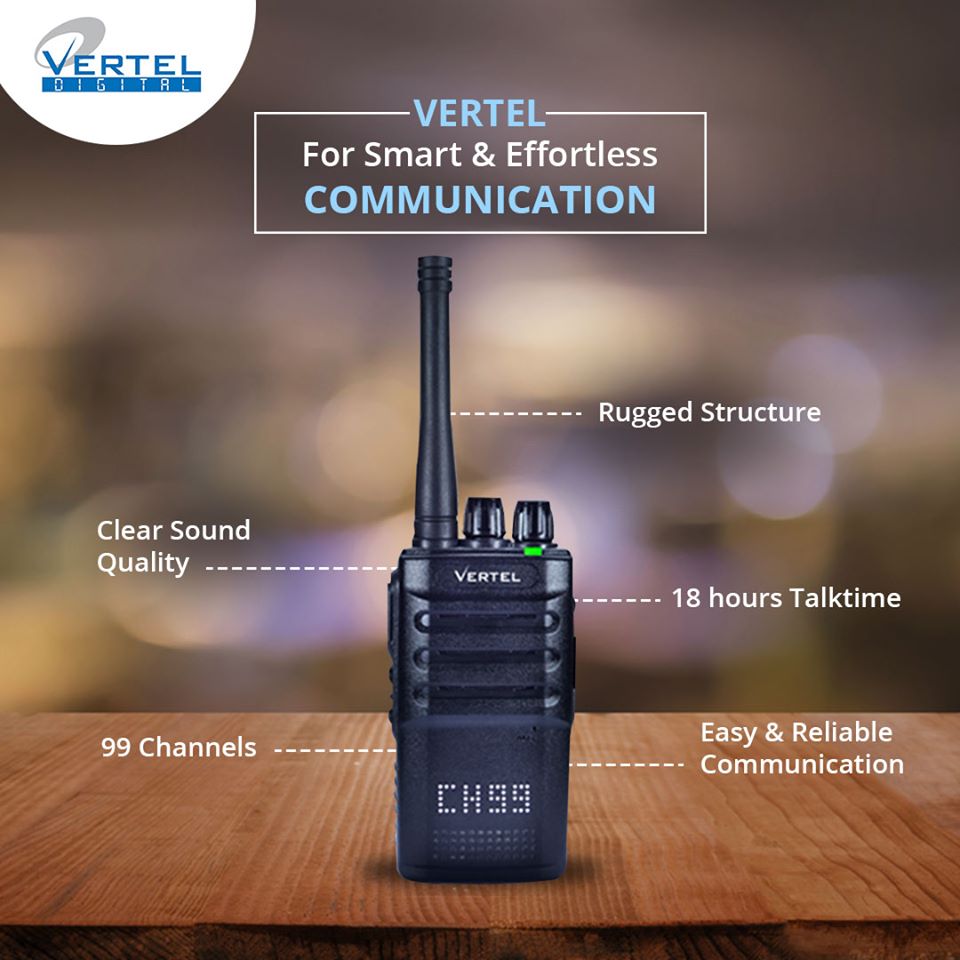 VERTEL
DIGITAL
VERTEL
For Smart & Effortless
COMMUNICATION
Rugged Structure
Clear Sound
Quality
VERTEL
18 hours Talktime
99 Channels
Easy & Reliable
Communication
CH99